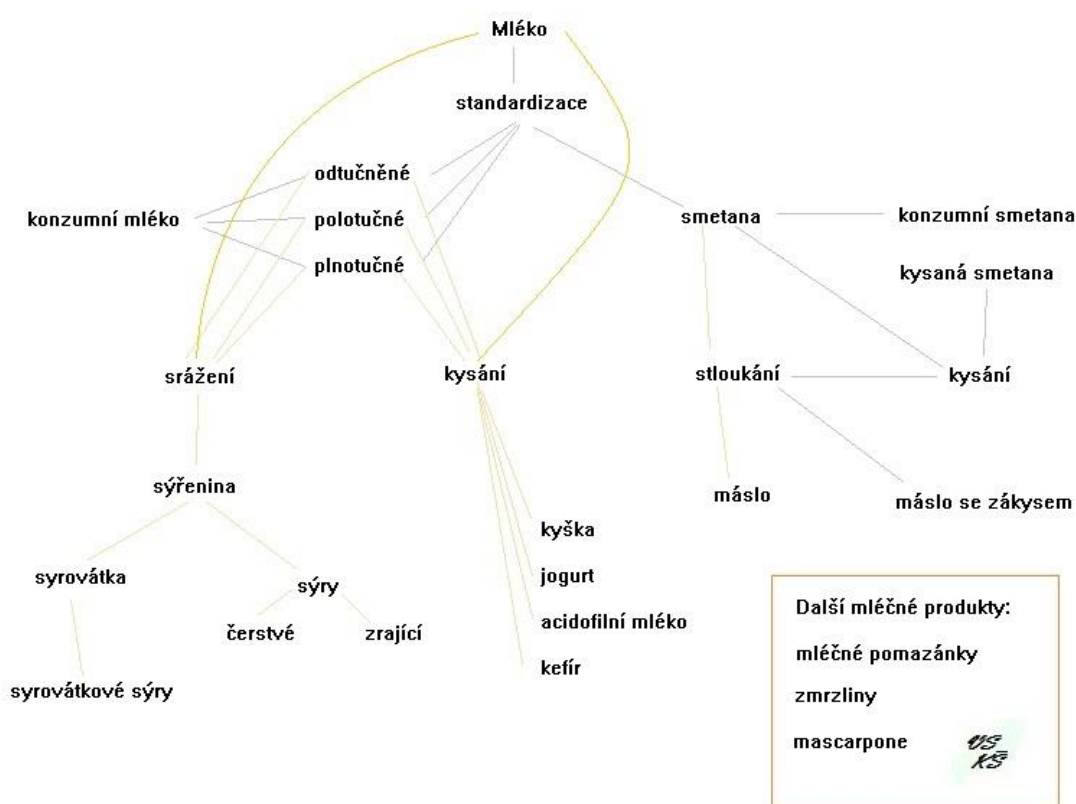 Mléko
standardizace
odtučněné
konzumní mléko
polotučné
smetana
konzumní smetana
plnotučné
kysaná smetana
srážení
kysání
stloukání
kysání
sýřenina
máslo
máslo se zákysem
kyška
syrovátka
sýry
jogurt
čerstvé
zrající
acidofilní mléko
kefír
syrovátkové sýry
Další mléčné produkty:
mléčné pomazánky
zmrzliny
mascarpone